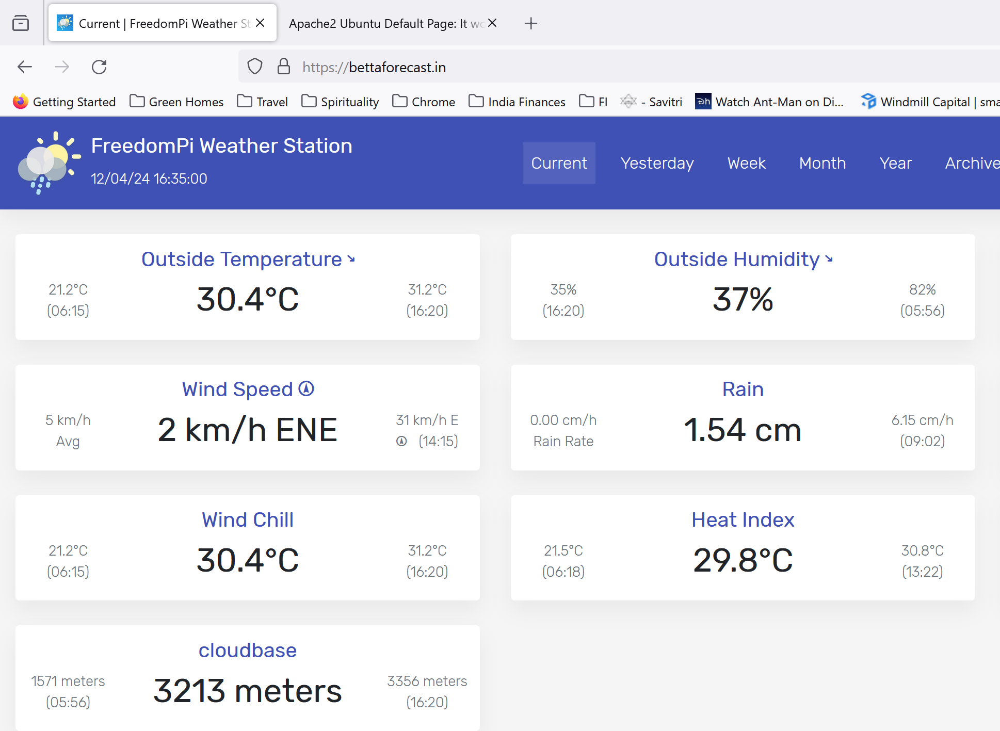 Current | FreedomPi Weather St
Apache2 Ubuntu Default Page: It wo
https://bettaforecast.in
Getting Started
Green Homes
Travel
Spirituality
Chrome
India Finances
FI
- Savitri
Dh
Watch Ant-Man on Di...
Windmill Capital | sma
FreedomPi Weather Station
12/04/24 16:35:00
Current
Yesterday
Week
Month
Year
Archive
Outside Temperature
21.2°C
(06:15)
30.4°C
31.2°C
(16:20)
Outside Humidity
35%
(16:20)
37%
82%
(05:56)
Wind Speed
5 km/h
Avg
2 km/h ENE
31 km/h E
(14:15)
Rain
0.00 cm/h
Rain Rate
1.54 cm
6.15 cm/h
(09:02)
Wind Chill
21.2°C
(06:15)
30.4°C
31.2°C
(16:20)
Heat Index
21.5°C
(06:18)
29.8°C
30.8°C
(13:22)
cloudbase
1571 meters
(05:56)
3213 meters
3356 meters
(16:20)